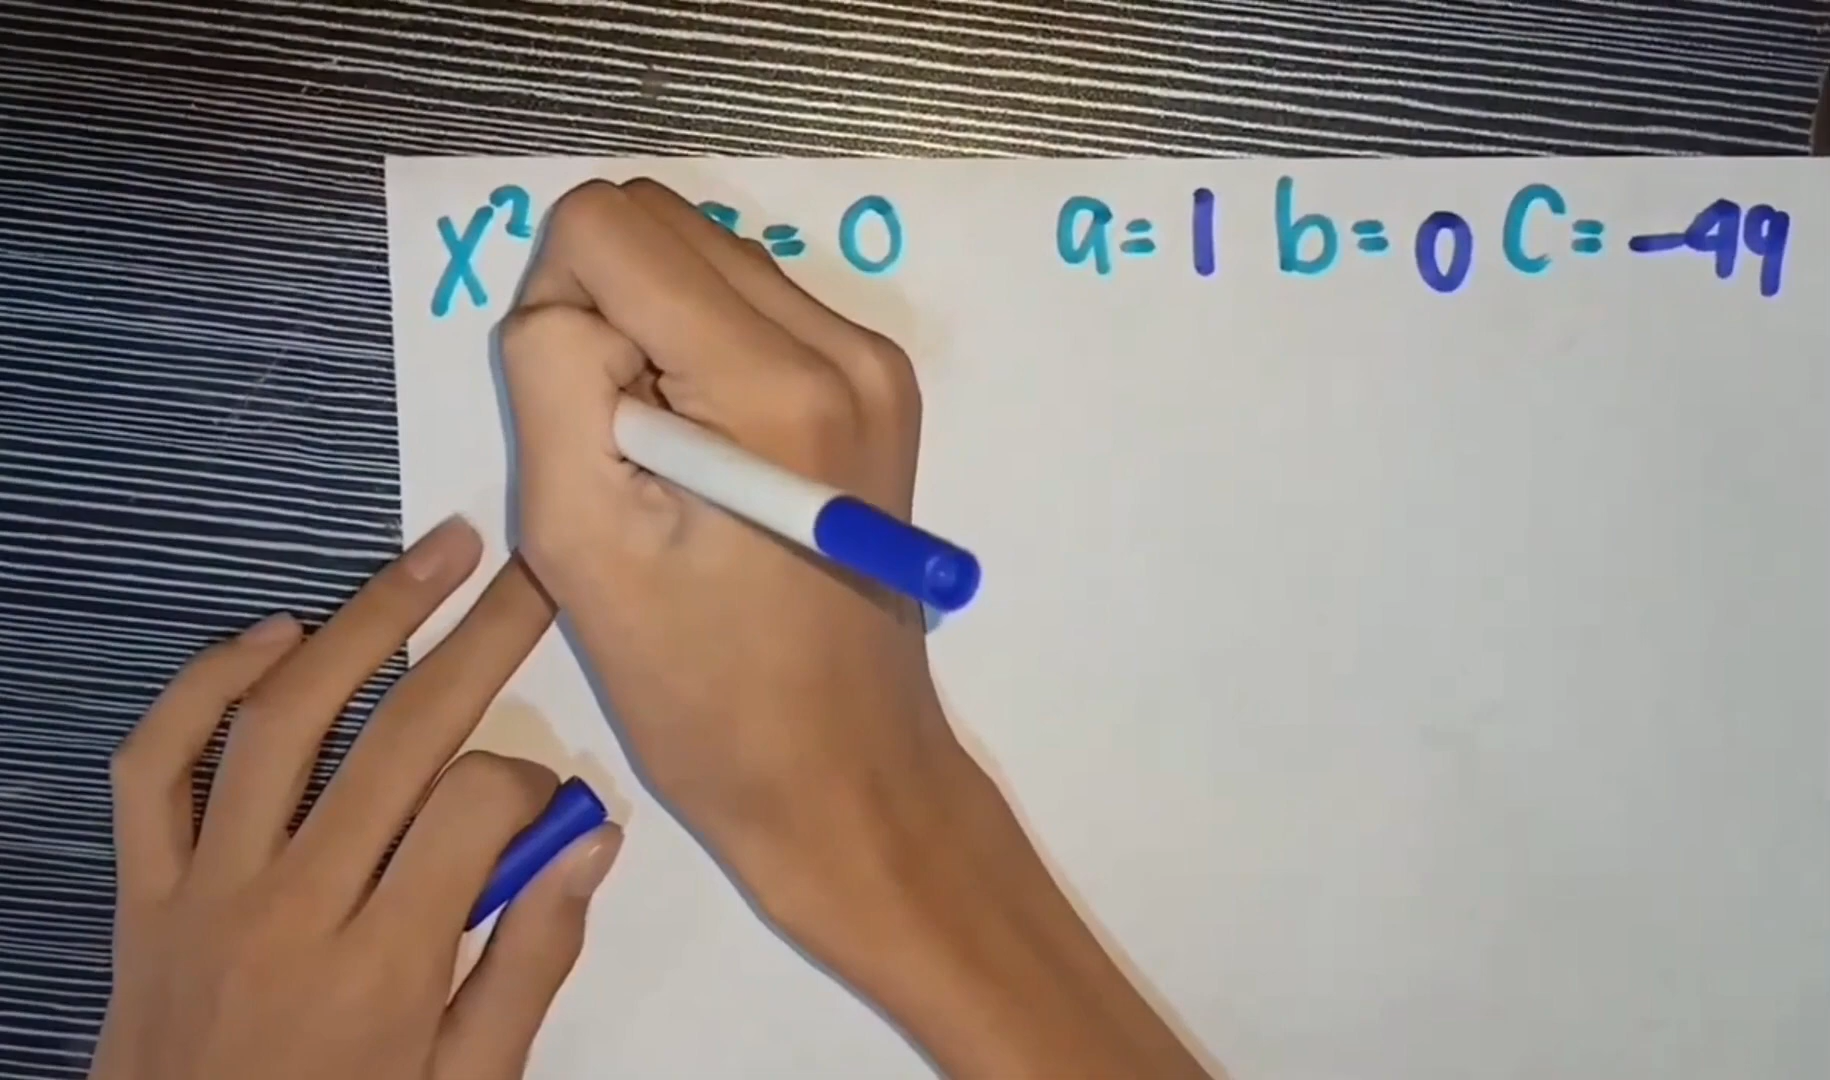 x² = 0 a = 1 b = 0 c = -49